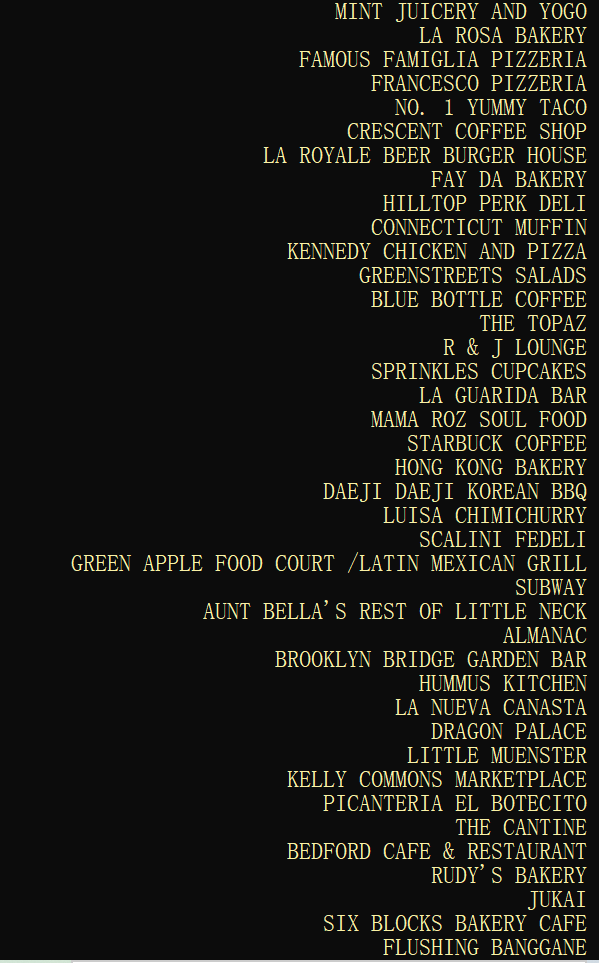 MINT JUICERY AND YOGO
LA ROSA BAKERY
FAMOUS FAMIGLIA PIZZERIA
FRANCESCO PIZZERIA
NO. 1 YUMMY TACO
CRESCENT COFFEE SHOP
LA ROYALE BEER BURGER HOUSE
FAY DA BAKERY
HILLTOP PERK DELI
CONNECTICUT MUFFIN
KENNEDY CHICKEN AND PIZZA
GREENSTREETS SALADS
BLUE BOTTLE COFFEE
THE TOPAZ
R & J LOUNGE
SPRINKLES CUPCAKES
LA GUARIDA BAR
MAMA ROZ SOUL FOOD
STARBUCK COFFEE
HONG KONG BAKERY
DAEJI DAEJI KOREAN BBQ
LUISA CHIMICHURRY
SCALINI FEDELI
GREEN APPLE FOOD COURT /LATIN MEXICAN GRILL
SUBWAY
AUNT BELLA'S REST OF LITTLE NECK
ALMANAC
BROOKLYN BRIDGE GARDEN BAR
HUMMUS KITCHEN
LA NUEVA CANASTA
DRAGON PALACE
LITTLE MUENSTER
KELLY COMMONS MARKETPLACE
PICANTERIA EL BOTECITO
THE CANTINE
BEDFORD CAFE & RESTAURANT
RUDY'S BAKERY
JUKAI
SIX BLOCKS BAKERY CAFE
FLUSHING BANGGANE